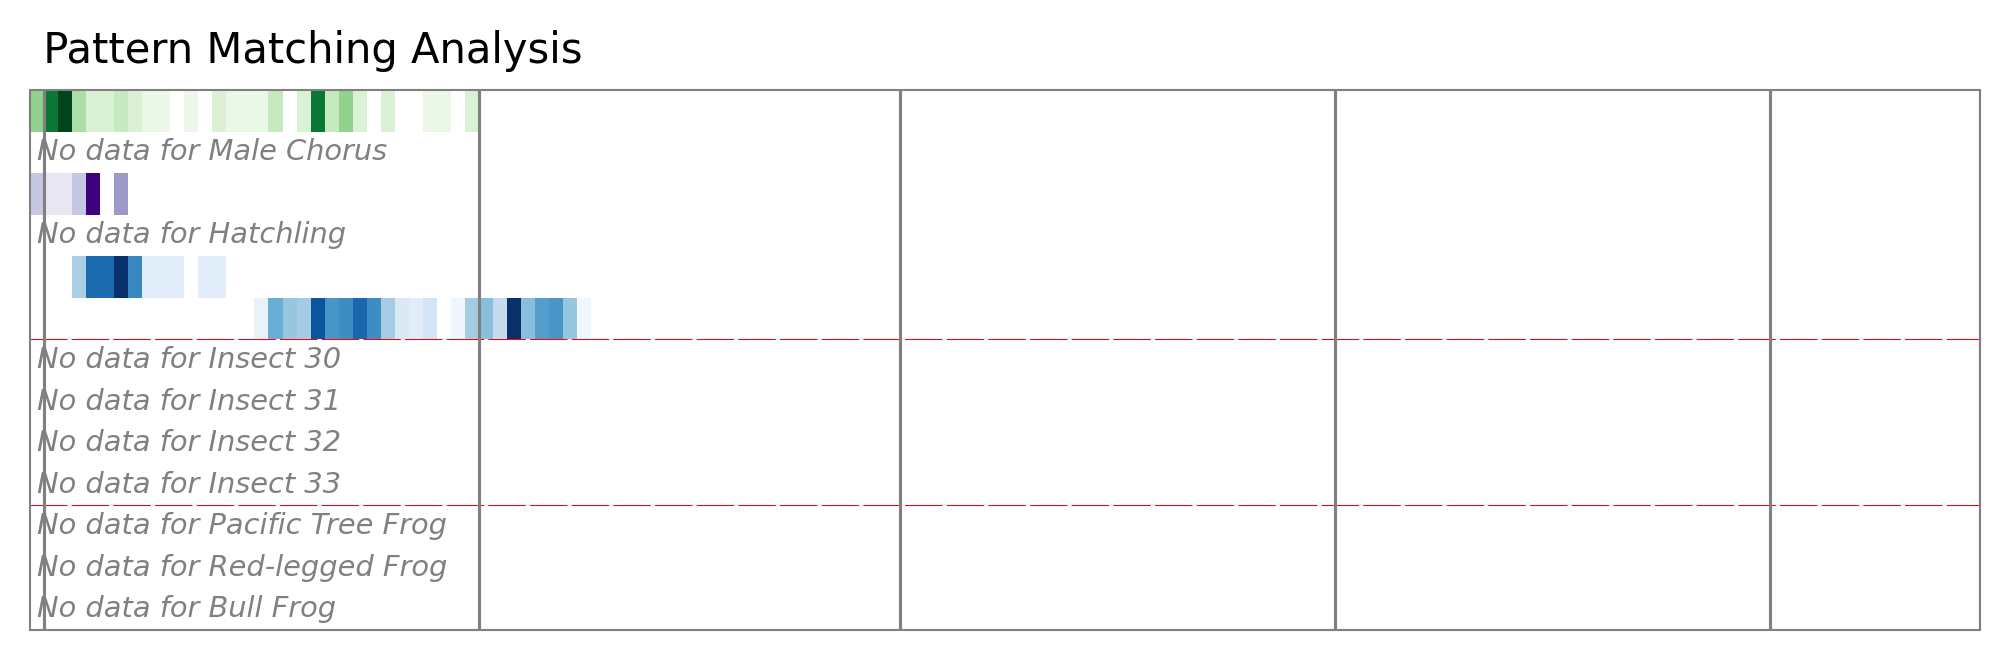 Pattern Matching Analysis
No data for Male Chorus
No data for Hatchling
No data for Insect 30
No data for Insect 31
No data for Insect 32
No data for Insect 33
No data for Pacific Tree Frog
No data for Red-legged Frog
No data for Bull Frog